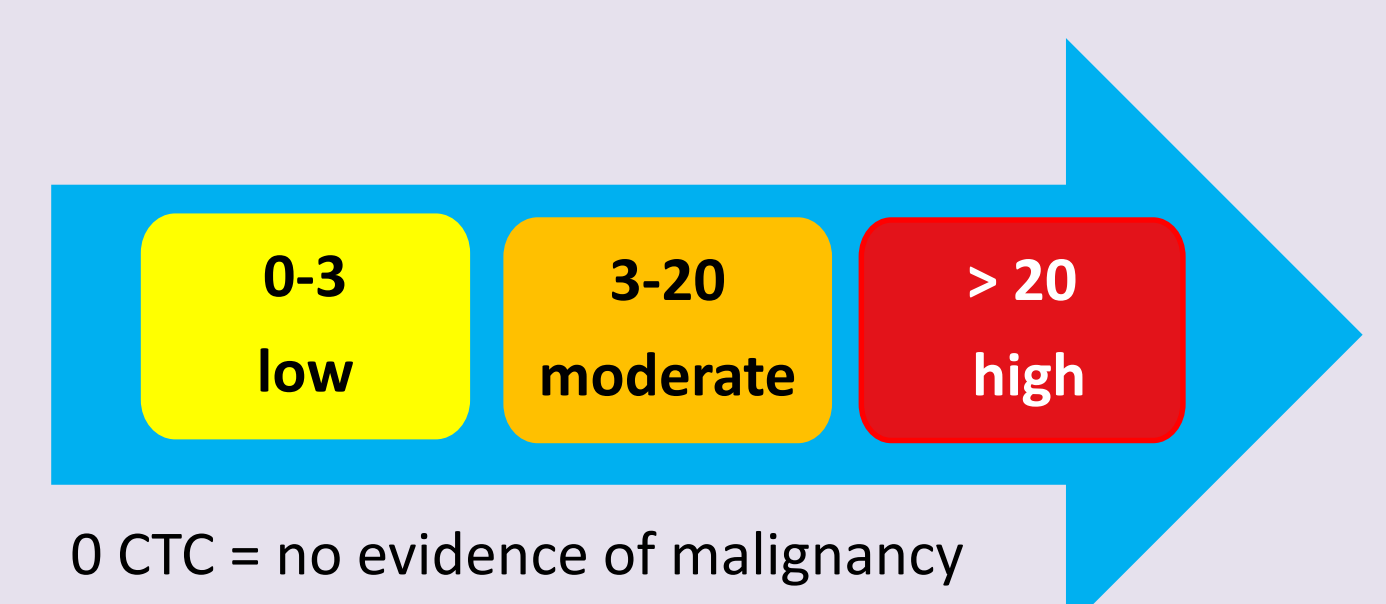 0-3
low
3-20
moderate
> 20
high
0 CTC = no evidence of malignancy